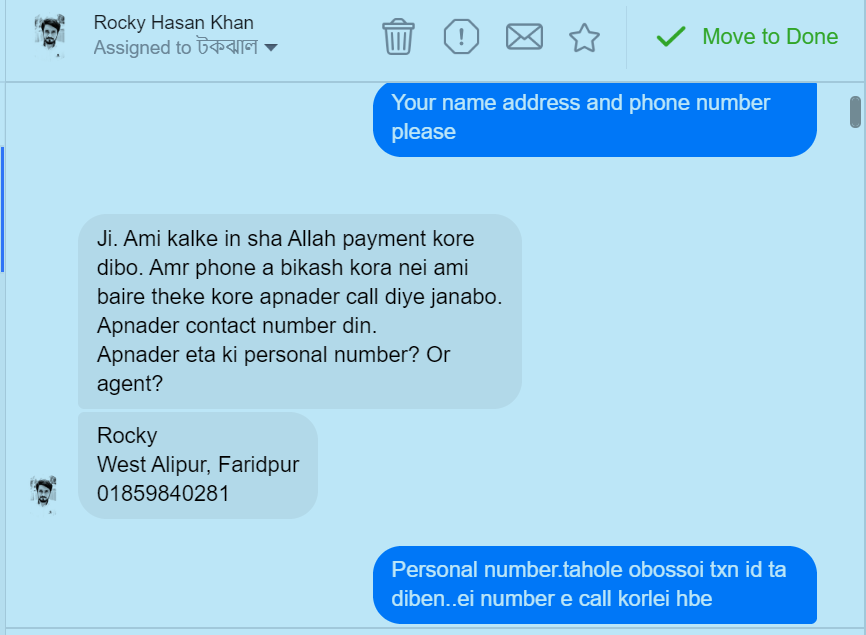 Rocky Hasan Khan
Assigned to টকঝাল
Move to Done
Your name address and phone number
please
Ji. Ami kalke in sha Allah payment kore
dibo. Amr phone a bikash kora nei ami
baire theke kore apnader call diye janabo.
Apnader contact number din.
Apnader eta ki personal number? Or
agent?
Rocky
West Alipur, Faridpur
01859840281
Personal number.tahole obossoi txn id ta
diben..ei number e call korlei hbe